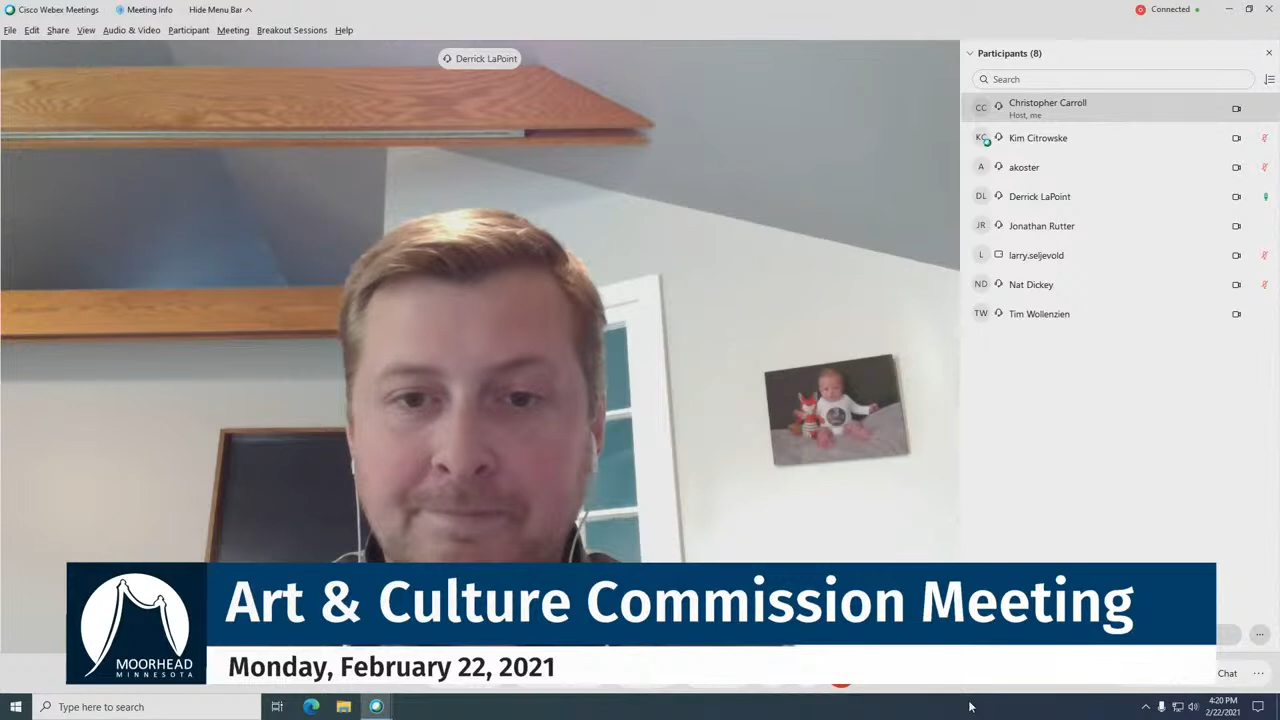 Cisco Webex Meetings
Meeting Info
Hide Menu Bar
Connected
File Edit Share View Audio & Video Participant Meeting Breakout Sessions Help
Derrick LaPoint
Participants (8)
Search
CC Christopher Carroll
Host, me
KC Kim Citrowske
A akoster
DL Derrick LaPoint
JR Jonathan Rutter
L larry.seljevold
ND Nat Dickey
TW Tim Wollenzien
Art & Culture Commission Meeting
MOORHEAD
MINNESOTA
Monday, February 22, 2021
Chat
Type here to search
4:20 PM
2/22/2021